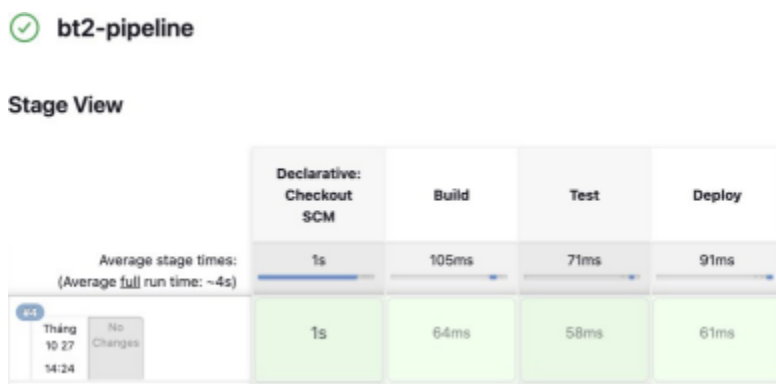 bt2-pipeline
Stage View
Declarative:
Checkout
SCM
Build
Test
Deploy
Average stage times:
(Average full run time: ~4s)
1s
105ms
71ms
91ms
#4
Tháng
10 27
14:24
No
Changes
1s
64ms
58ms
61ms